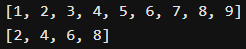 [1, 2, 3, 4, 5, 6, 7, 8, 9]
[2, 4, 6, 8]